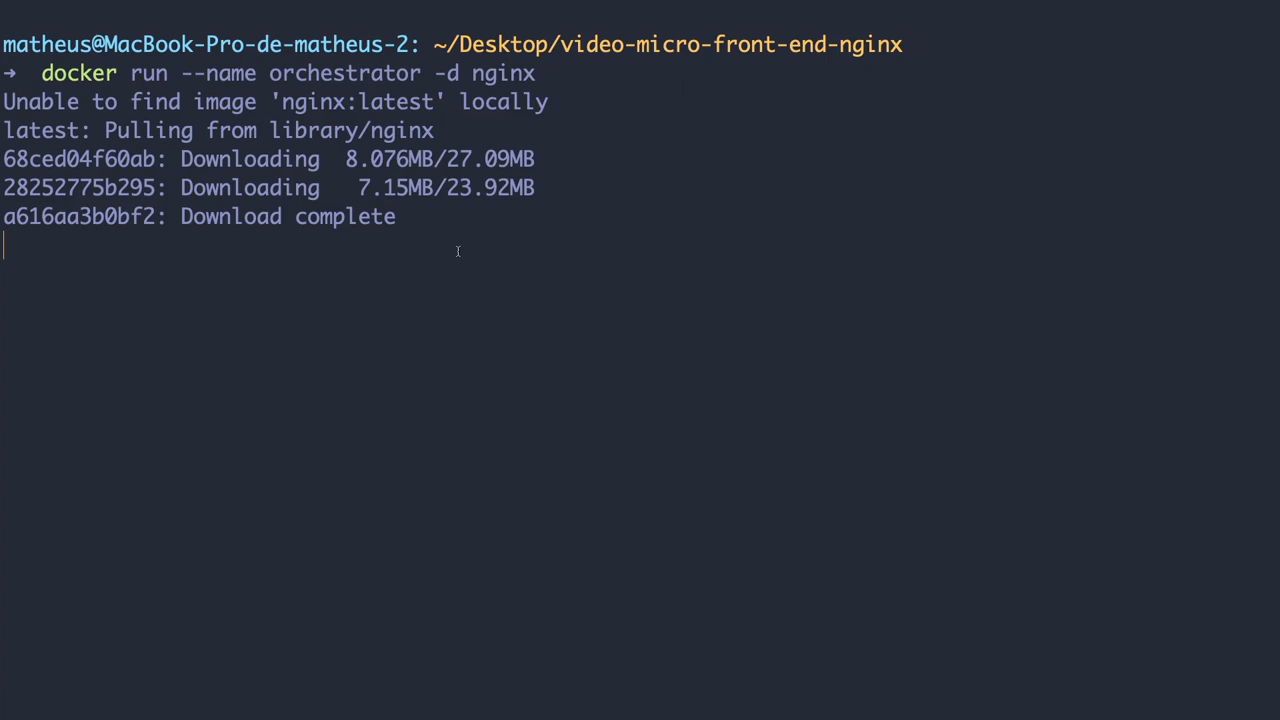 matheus@MacBook-Pro-de-matheus-2: ~/Desktop/video-micro-front-end-nginx
➜  docker run --name orchestrator -d nginx
Unable to find image 'nginx:latest' locally
latest: Pulling from library/nginx
68ced04f60ab: Downloading  8.076MB/27.09MB
28252775b295: Downloading   7.15MB/23.92MB
a616aa3b0bf2: Download complete